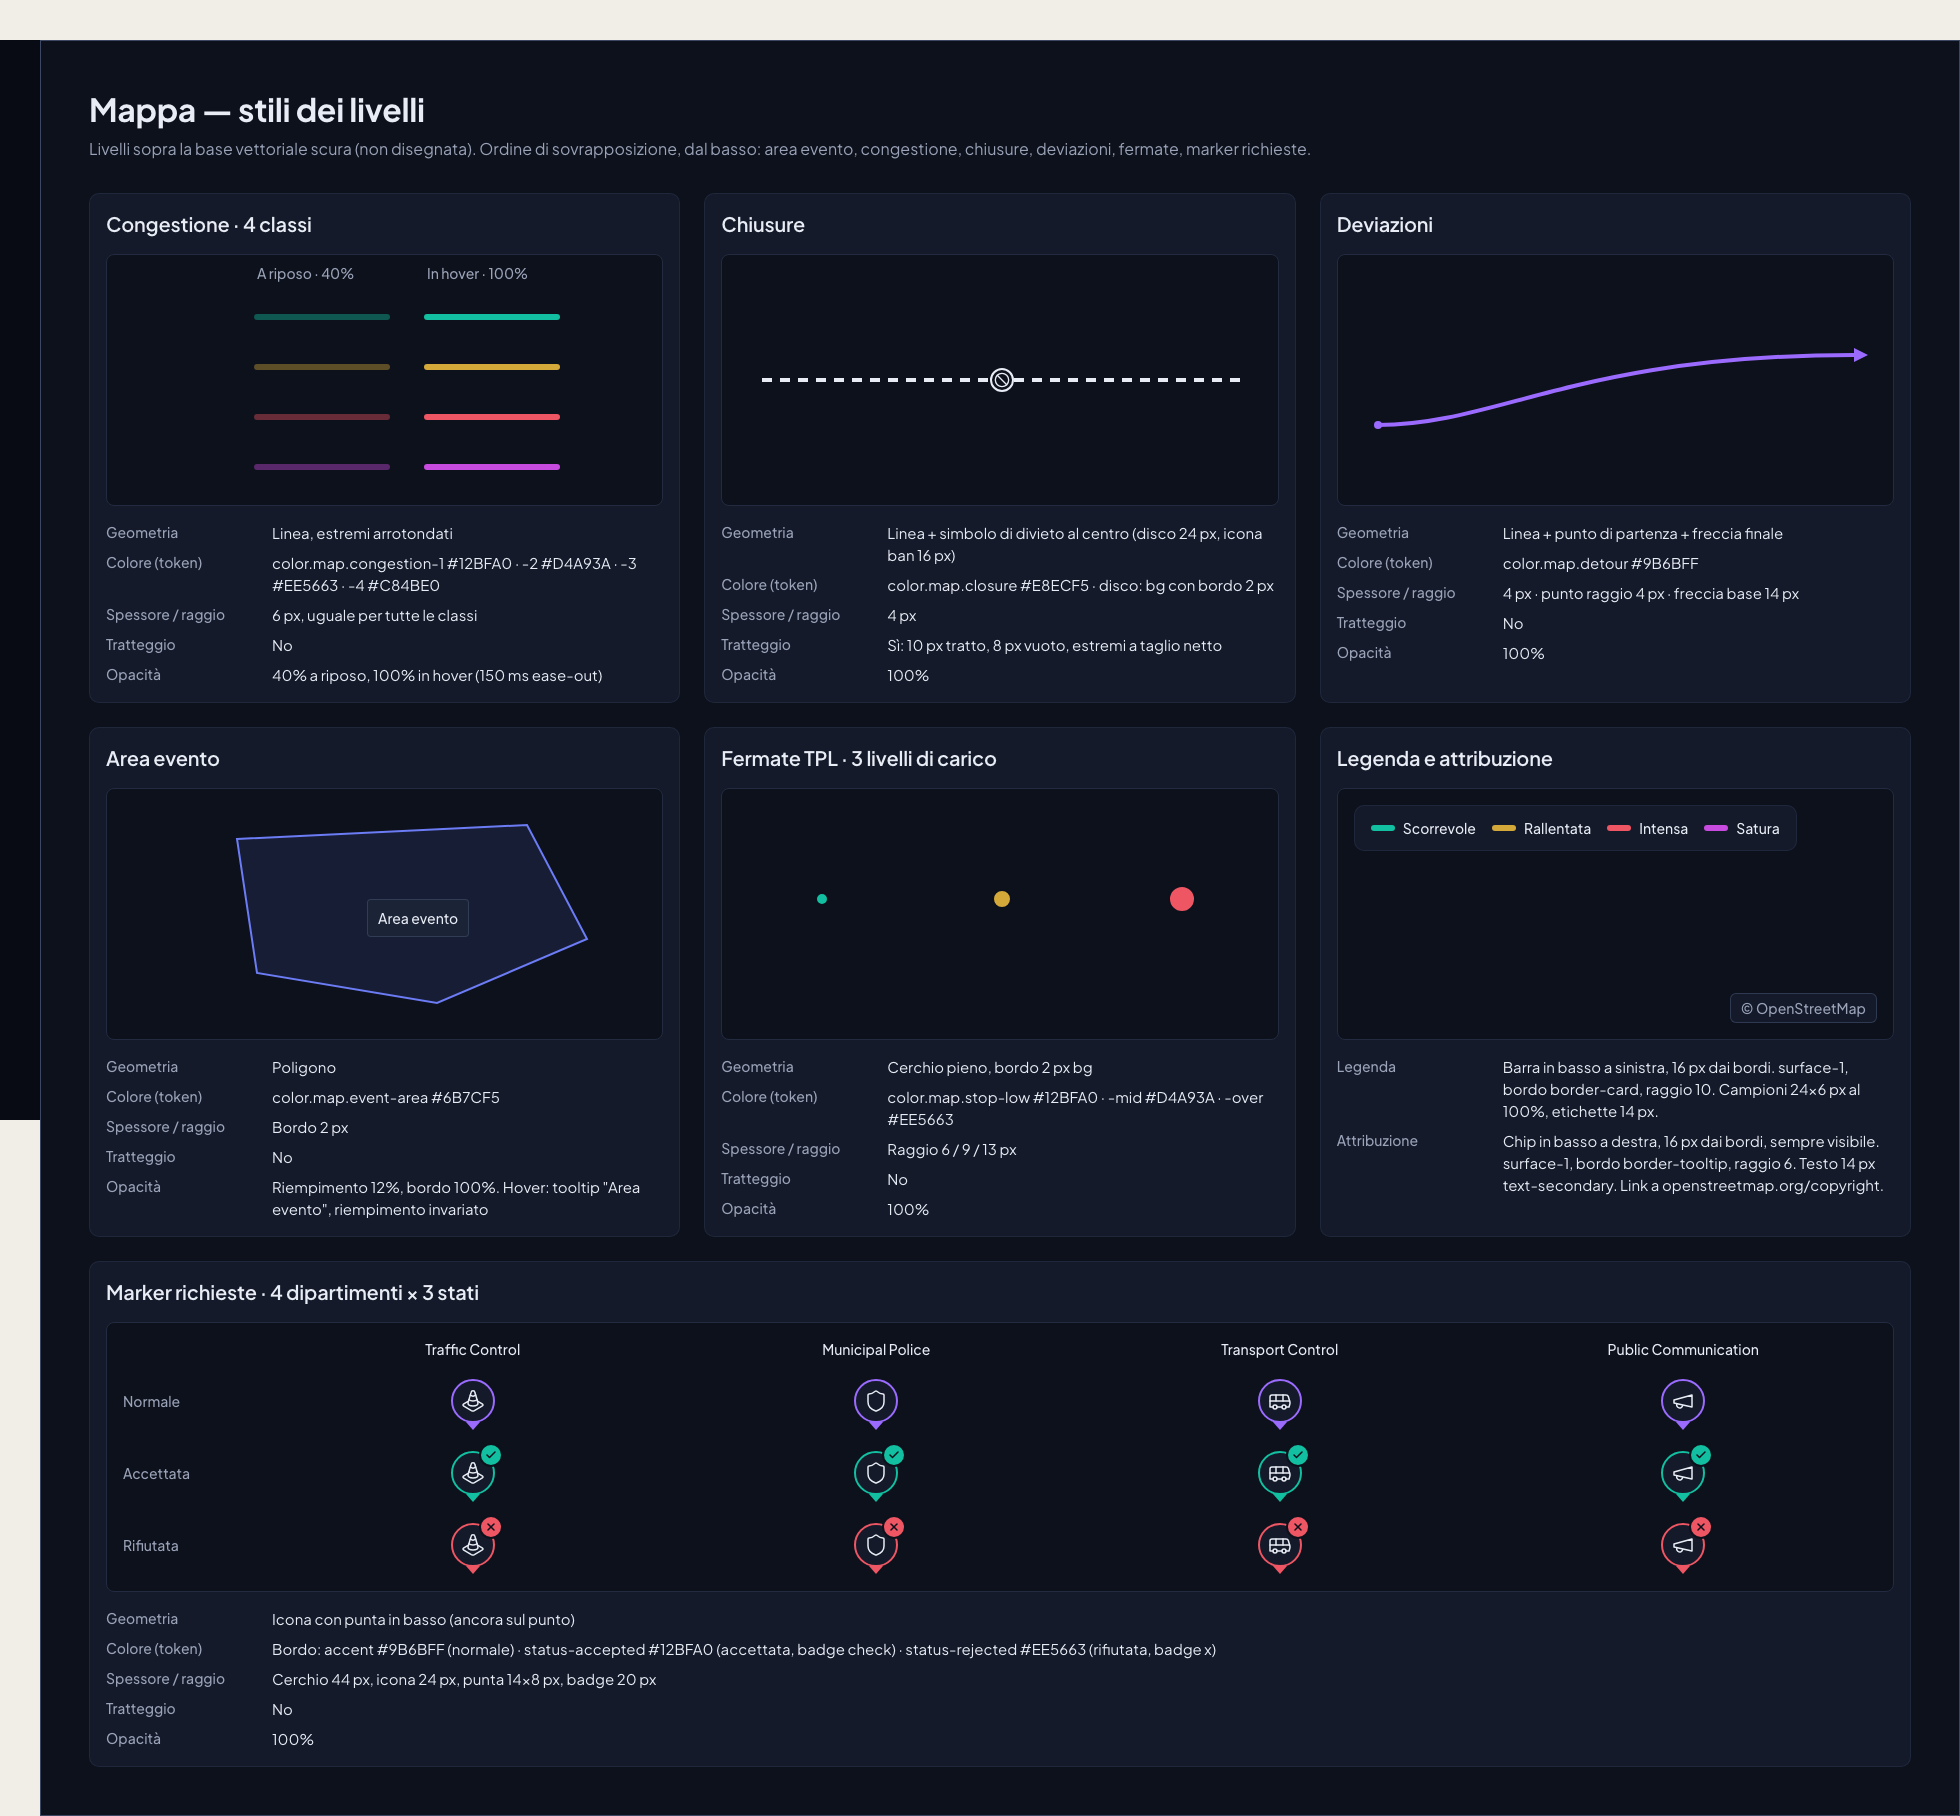 Mappa — stili dei livelli
Livelli sopra la base vettoriale scura (non disegnata). Ordine di sovrapposizione, dal basso: area evento, congestione, chiusure, deviazioni, fermate, marker richieste.
Congestione · 4 classi
A riposo · 40%
In hover · 100%
Geometria
Linea, estremi arrotondati
Colore (token)
color.map.congestion-1 #12BFA0 · -2 #D4A93A · -3
#EE5663 · -4 #C84BE0
Spessore / raggio
6 px, uguale per tutte le classi
Tratteggio
No
Opacità
40% a riposo, 100% in hover (150 ms ease-out)
Chiusure
Geometria
Linea + simbolo di divieto al centro (disco 24 px, icona
ban 16 px)
Colore (token)
color.map.closure #E8ECF5 · disco: bg con bordo 2 px
Spessore / raggio
4 px
Tratteggio
Sì: 10 px tratto, 8 px vuoto, estremi a taglio netto
Opacità
100%
Deviazioni
Geometria
Linea + punto di partenza + freccia finale
Colore (token)
color.map.detour #9B6BFF
Spessore / raggio
4 px · punto raggio 4 px · freccia base 14 px
Tratteggio
No
Opacità
100%
Area evento
Area evento
Geometria
Poligono
Colore (token)
color.map.event-area #6B7CF5
Spessore / raggio
Bordo 2 px
Tratteggio
No
Opacità
Riempimento 12%, bordo 100%. Hover: tooltip "Area
evento", riempimento invariato
Fermate TPL · 3 livelli di carico
Geometria
Cerchio pieno, bordo 2 px bg
Colore (token)
color.map.stop-low #12BFA0 · -mid #D4A93A · -over
#EE5663
Spessore / raggio
Raggio 6 / 9 / 13 px
Tratteggio
No
Opacità
100%
Legenda e attribuzione
Scorrevole
Rallentata
Intensa
Satura
© OpenStreetMap
Legenda
Barra in basso a sinistra, 16 px dai bordi. surface-1,
bordo border-card, raggio 10. Campioni 24×6 px al
100%, etichette 14 px.
Attribuzione
Chip in basso a destra, 16 px dai bordi, sempre visibile.
surface-1, bordo border-tooltip, raggio 6. Testo 14 px
text-secondary. Link a openstreetmap.org/copyright.
Marker richieste · 4 dipartimenti × 3 stati
Traffic Control
Municipal Police
Transport Control
Public Communication
Normale
Accettata
Rifiutata
Geometria
Icona con punta in basso (ancora sul punto)
Colore (token)
Bordo: accent #9B6BFF (normale) · status-accepted #12BFA0 (accettata, badge check) · status-rejected #EE5663 (rifiutata, badge x)
Spessore / raggio
Cerchio 44 px, icona 24 px, punta 14×8 px, badge 20 px
Tratteggio
No
Opacità
100%